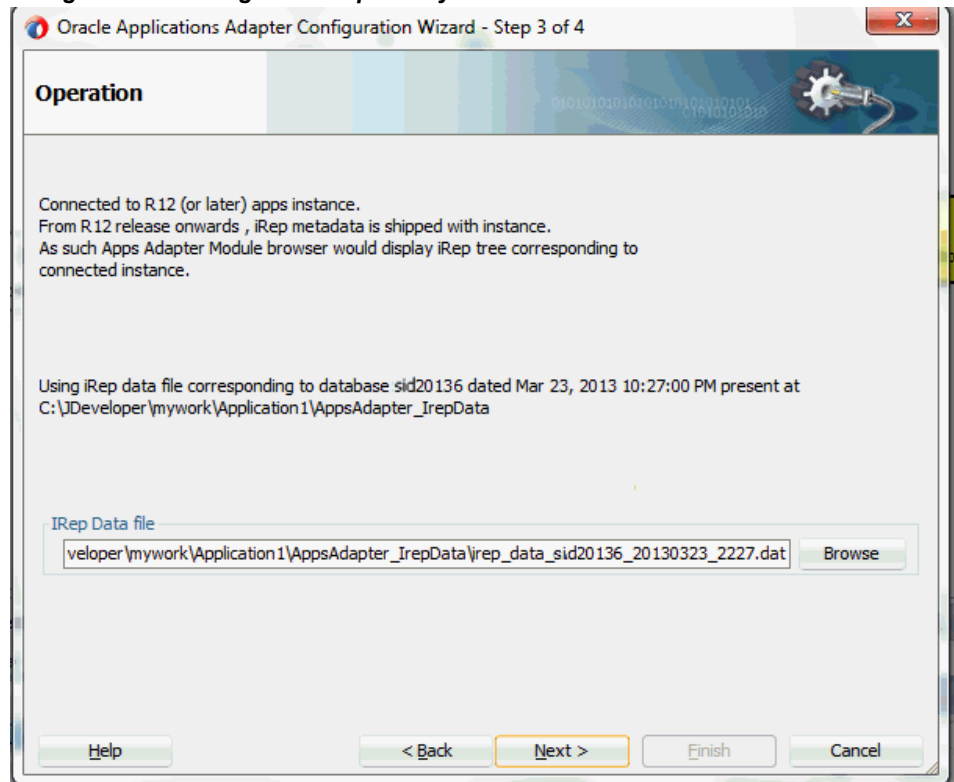 Oracle Applications Adapter Configuration Wizard - Step 3 of 4
Operation
Connected to R12 (or later) apps instance.
From R12 release onwards , iRep metadata is shipped with instance.
As such Apps Adapter Module browser would display iRep tree corresponding to
connected instance.
Using iRep data file corresponding to database sid20136 dated Mar 23, 2013 10:27:00 PM present at
C:\JDeveloper\mywork\Application1\AppsAdapter_IrepData
IRep Data file
veloper\mywork\Application1\AppsAdapter_IrepData\irep_data_sid20136_20130323_2227.dat Browse
Help < Back Next > Finish Cancel